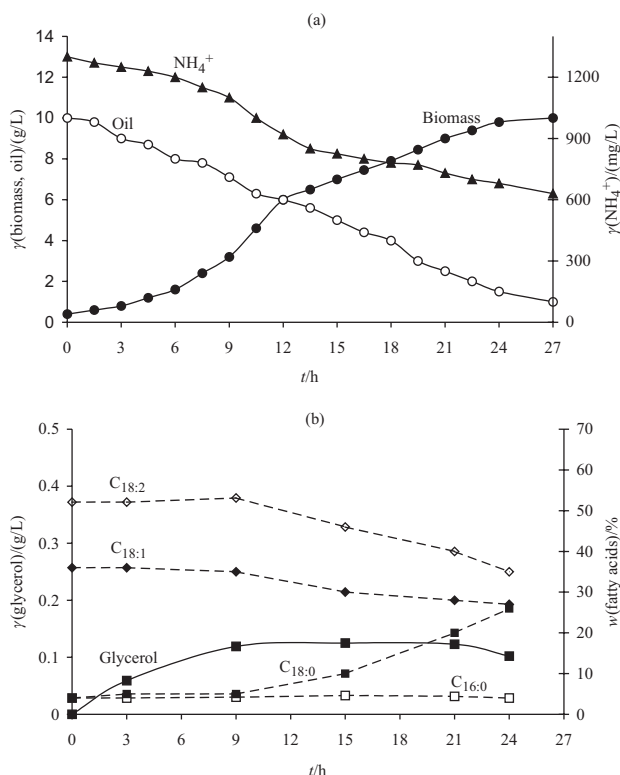 (a)
14
12
10
8
6
4
2
0
γ(biomass, oil)/(g/L)
NH₄⁺
Oil
Biomass
1200
900
600
300
0
γ(NH₄⁺)/(mg/L)
0 3 6 9 12 15 18 21 24 27
t/h
(b)
0.5
0.4
0.3
0.2
0.1
0
γ(glycerol)/(g/L)
C₁₈:₂
C₁₈:₁
Glycerol
C₁₈:₀
C₁₆:₀
70
60
50
40
30
20
10
0
w(fatty acids)/%
0 3 6 9 12 15 18 21 24 27
t/h